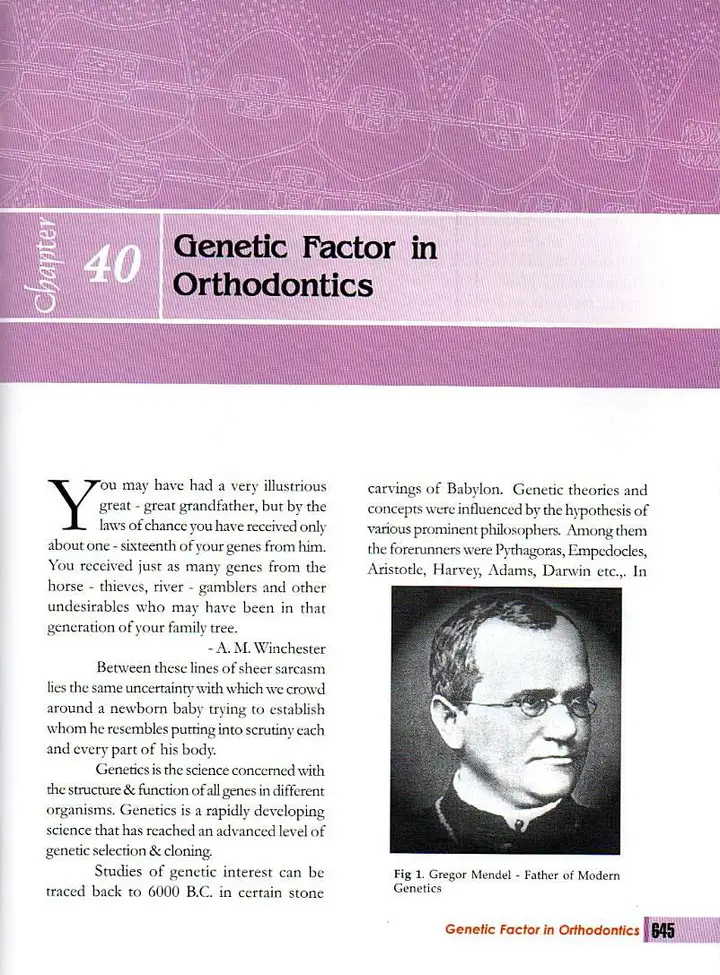 Chapter
40
Genetic Factor in
Orthodontics
You may have had a very illustrious
great - great grandfather, but by the
laws of chance you have received only
about one - sixteenth of your genes from him.
You received just as many genes from the
horse - thieves, river - gamblers and other
undesirables who may have been in that
generation of your family tree.
- A. M. Winchester
Between these lines of sheer sarcasm
lies the same uncertainty with which we crowd
around a newborn baby trying to establish
whom he resembles putting into scrutiny each
and every part of his body.
Genetics is the science concerned with
the structure & function of all genes in different
organisms. Genetics is a rapidly developing
science that has reached an advanced level of
genetic selection & cloning.
Studies of genetic interest can be
traced back to 6000 B.C. in certain stone
carvings of Babylon. Genetic theories and
concepts were influenced by the hypothesis of
various prominent philosophers. Among them
the forerunners were Pythagoras, Empedocles,
Aristotle, Harvey, Adams, Darwin etc.,. In
Fig 1. Gregor Mendel - Father of Modern
Genetics
Genetic Factor in Orthodontics 645